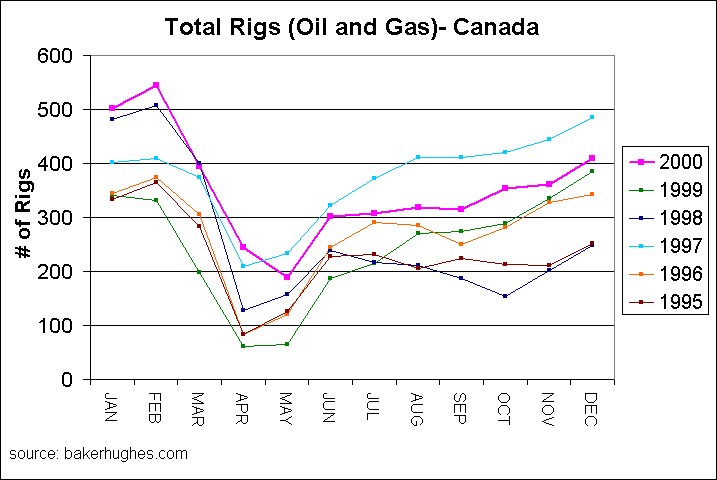 Total Rigs (Oil and Gas)- Canada
# of Rigs
600
500
400
300
200
100
0
JAN
FEB
MAR
APR
MAY
JUN
JUL
AUG
SEP
OCT
NOV
DEC
2000
1999
1998
1997
1996
1995
source: bakerhughes.com